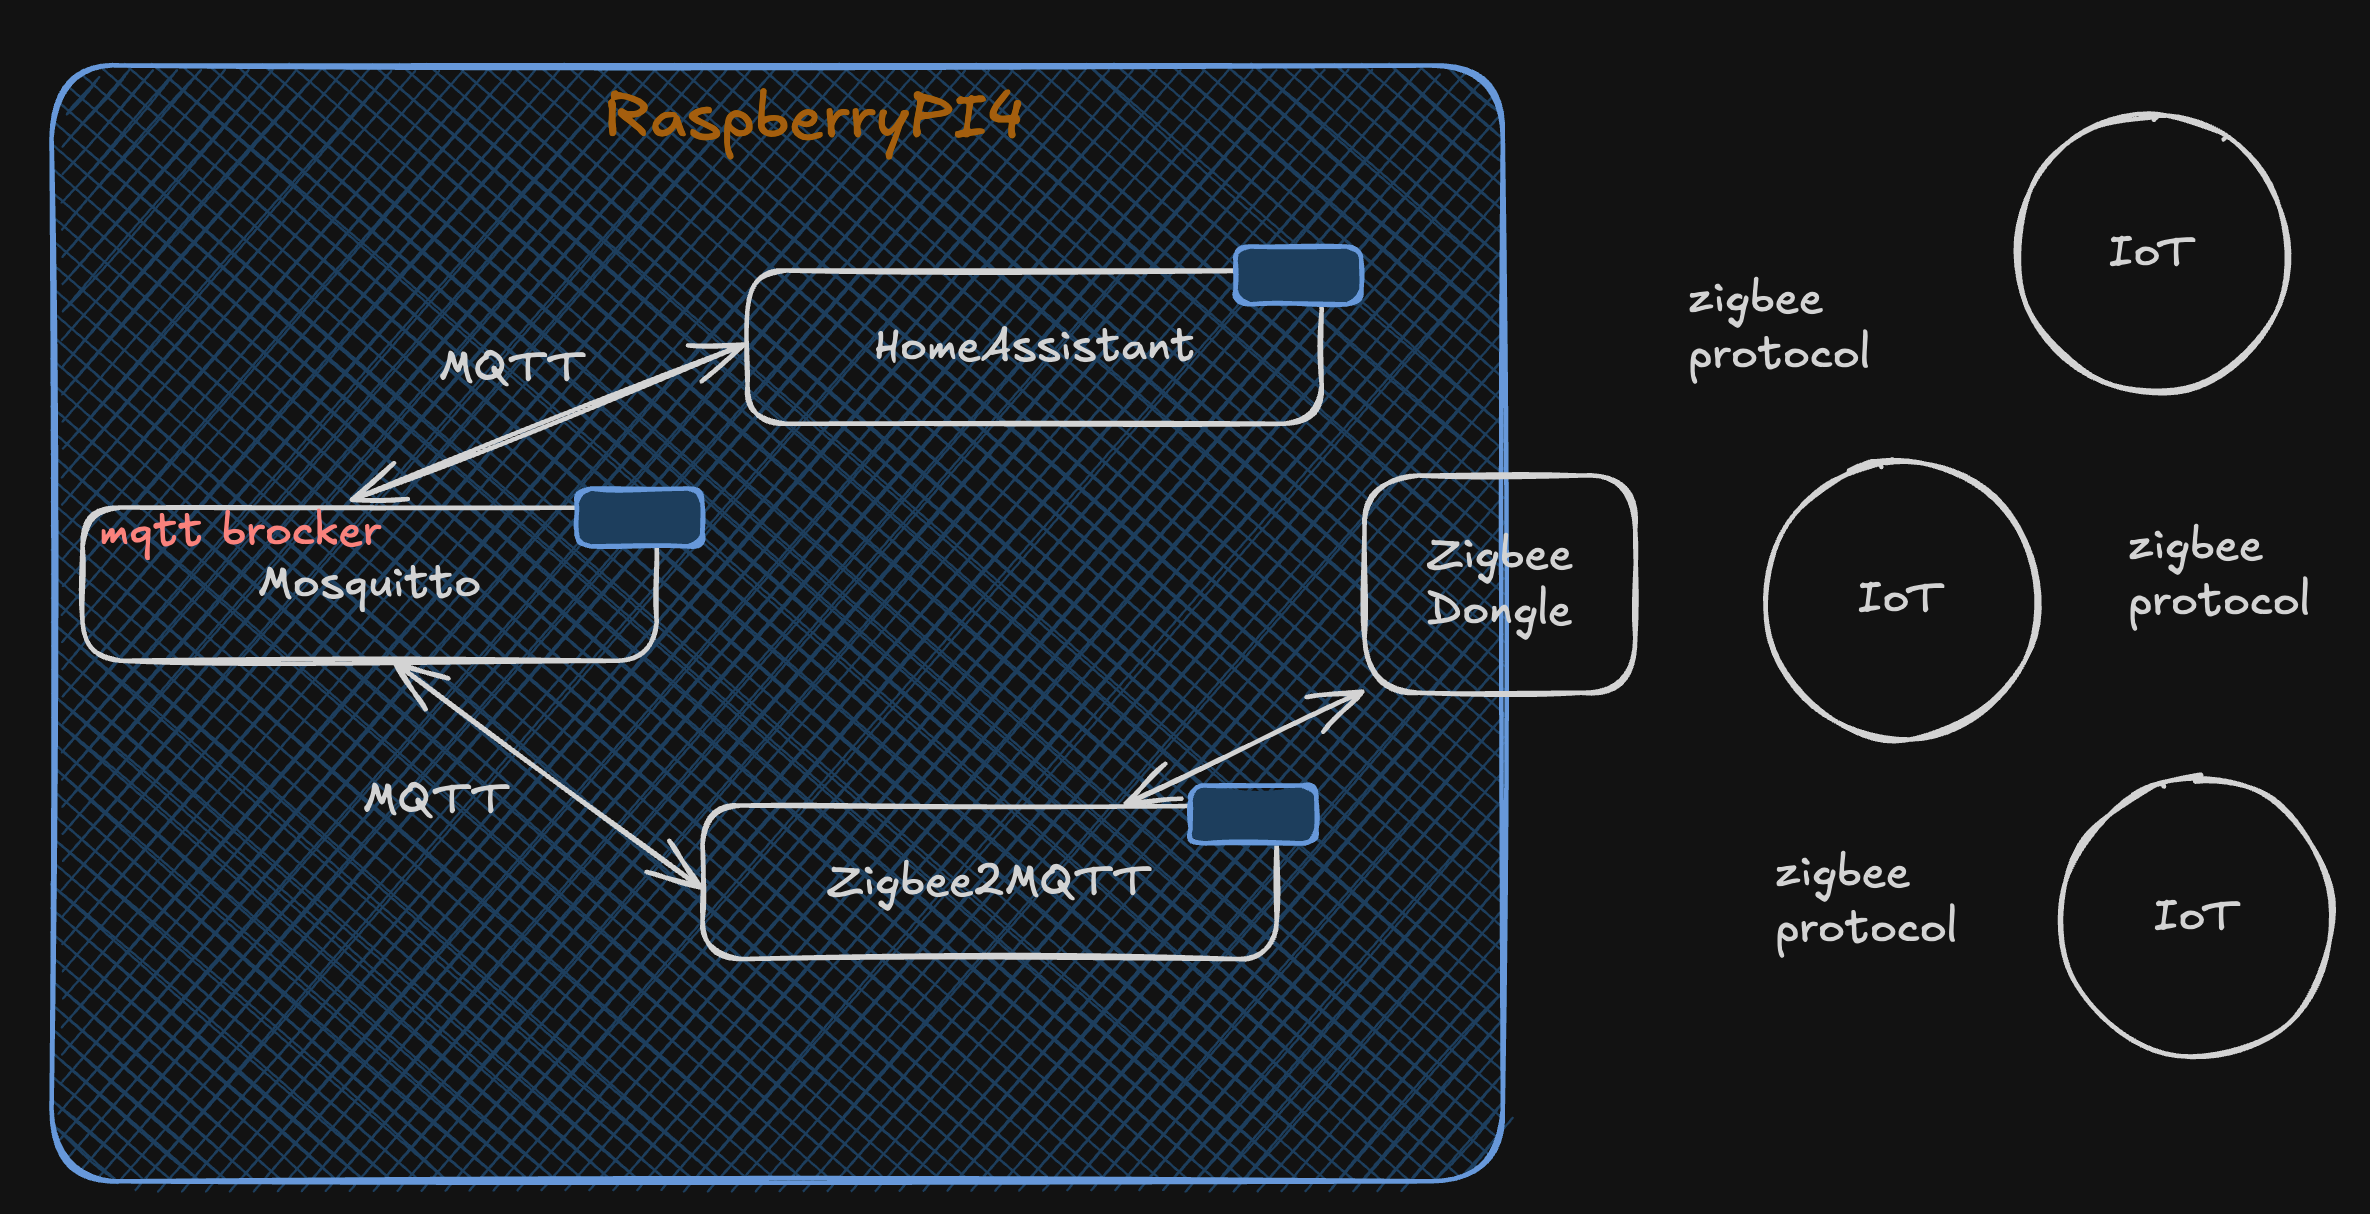 RaspberryPI4
HomeAssistant
MQTT
mqtt brocker
Mosquitto
MQTT
Zigbee2MQTT
Zigbee
Dongle
zigbee
protocol
IoT
IoT
zigbee
protocol
zigbee
protocol
IoT